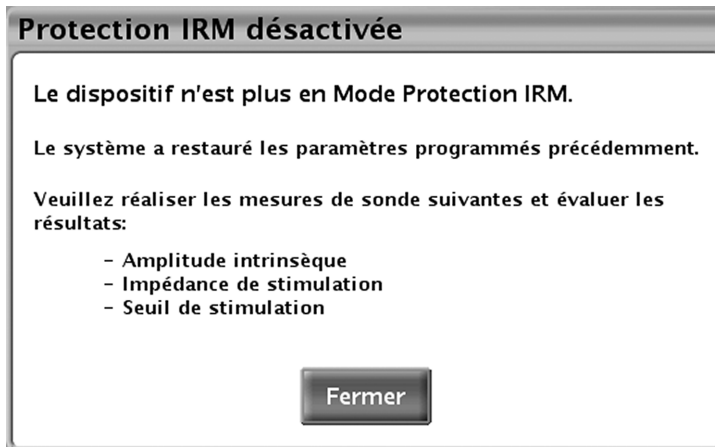 Protection IRM désactivée
Le dispositif n'est plus en Mode Protection IRM.
Le système a restauré les paramètres programmés précédemment.
Veuillez réaliser les mesures de sonde suivantes et évaluer les
résultats:
– Amplitude intrinsèque
– Impédance de stimulation
– Seuil de stimulation
Fermer